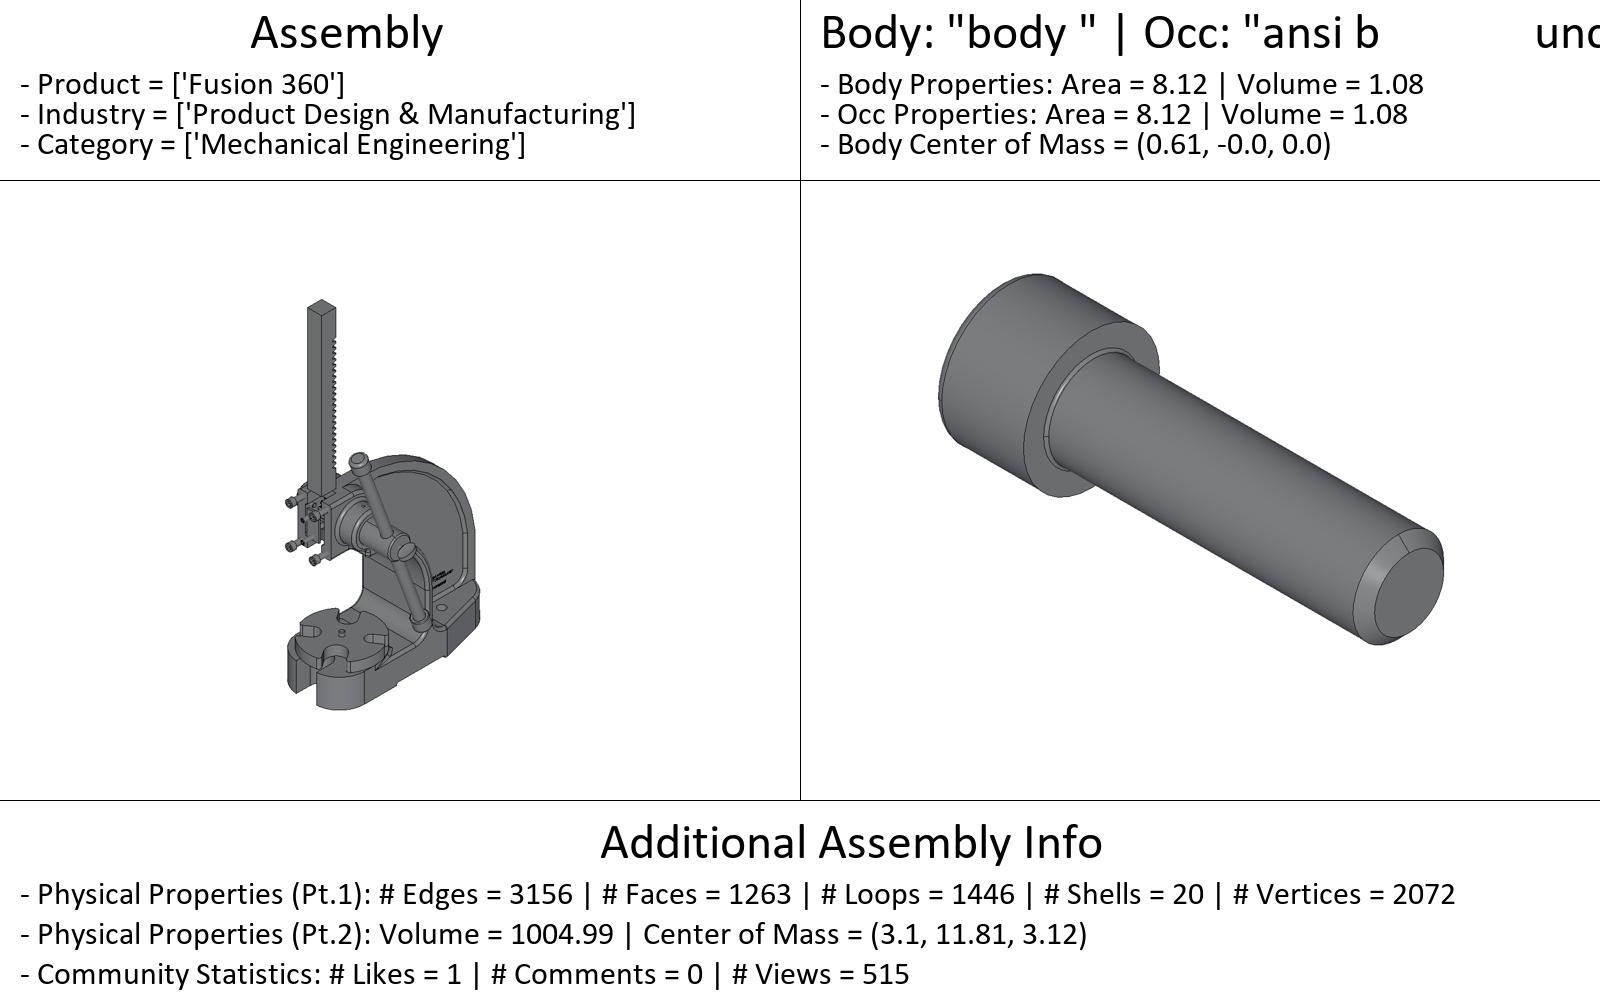 Assembly
- Product = ['Fusion 360']
- Industry = ['Product Design & Manufacturing']
- Category = ['Mechanical Engineering']
Body: "body " | Occ: "ansi b unc
- Body Properties: Area = 8.12 | Volume = 1.08
- Occ Properties: Area = 8.12 | Volume = 1.08
- Body Center of Mass = (0.61, -0.0, 0.0)
Additional Assembly Info
- Physical Properties (Pt.1): # Edges = 3156 | # Faces = 1263 | # Loops = 1446 | # Shells = 20 | # Vertices = 2072
- Physical Properties (Pt.2): Volume = 1004.99 | Center of Mass = (3.1, 11.81, 3.12)
- Community Statistics: # Likes = 1 | # Comments = 0 | # Views = 515